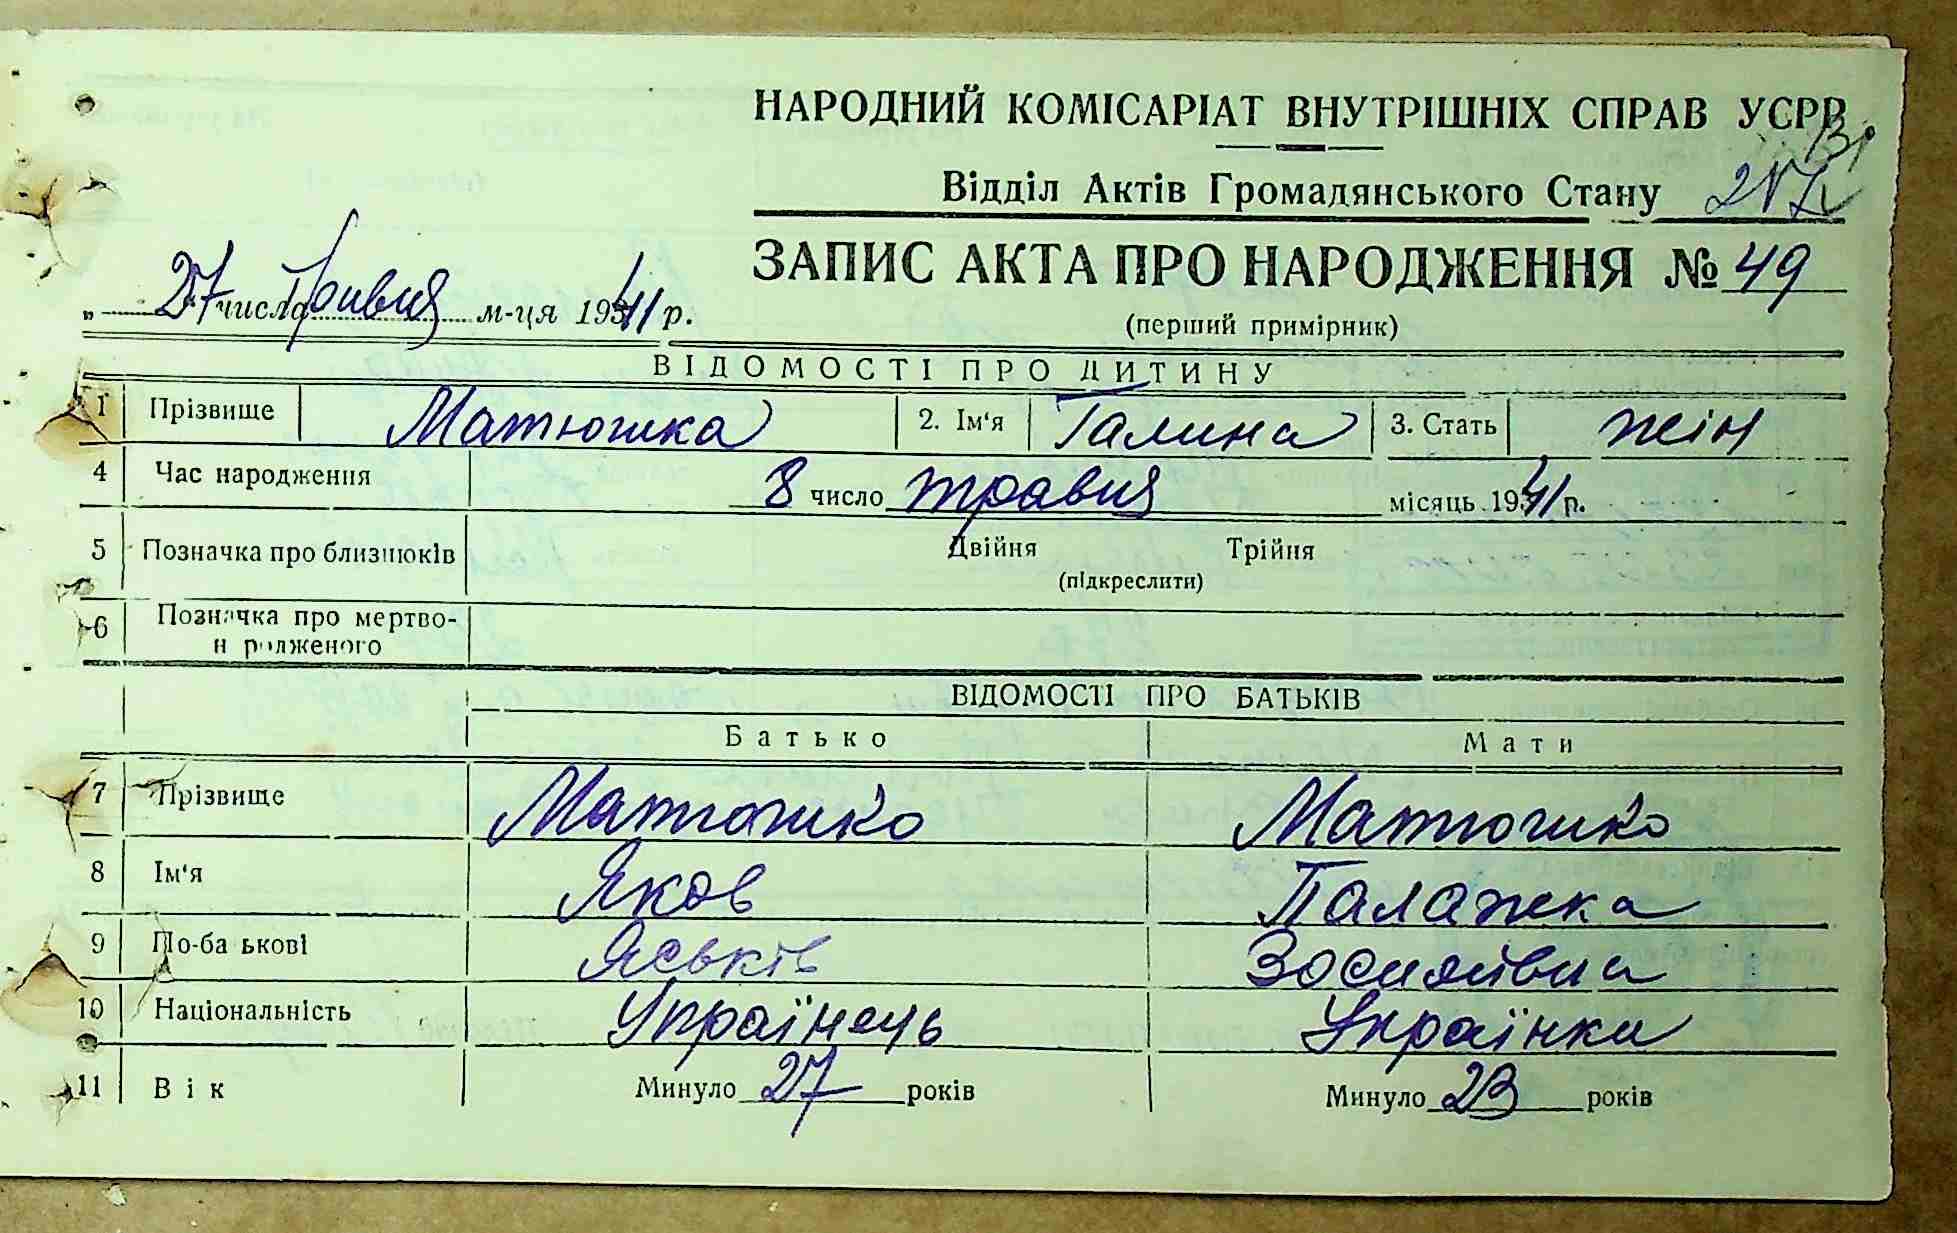 НАРОДНИЙ КОМІСАРІАТ ВНУТРІШНІХ СПРАВ УСРР
Відділ Актів Громадянського Стану
ЗАПИС АКТА ПРО НАРОДЖЕННЯ № 49
„ 27 числа Травня м-ця 1941 р.
(перший примірник)
ВІДОМОСТІ ПРО ДИТИНУ
1 Прізвище Матюшка 2. Ім'я Галина 3. Стать жін
4 Час народження 8 число травня місяць 1941 р.
5 Позначка про близнюків Двійня Трійня
(підкреслити)
6 Позначка про мертво-
н родженого
ВІДОМОСТІ ПРО БАТЬКІВ
Батько Мати
7 Прізвище Матюшко Матюшко
8 Ім'я Яков Палажка
9 По-ба ькові Яськів
10 Національність Українець Українка
11 Вік Минуло 27 років Минуло 23 років